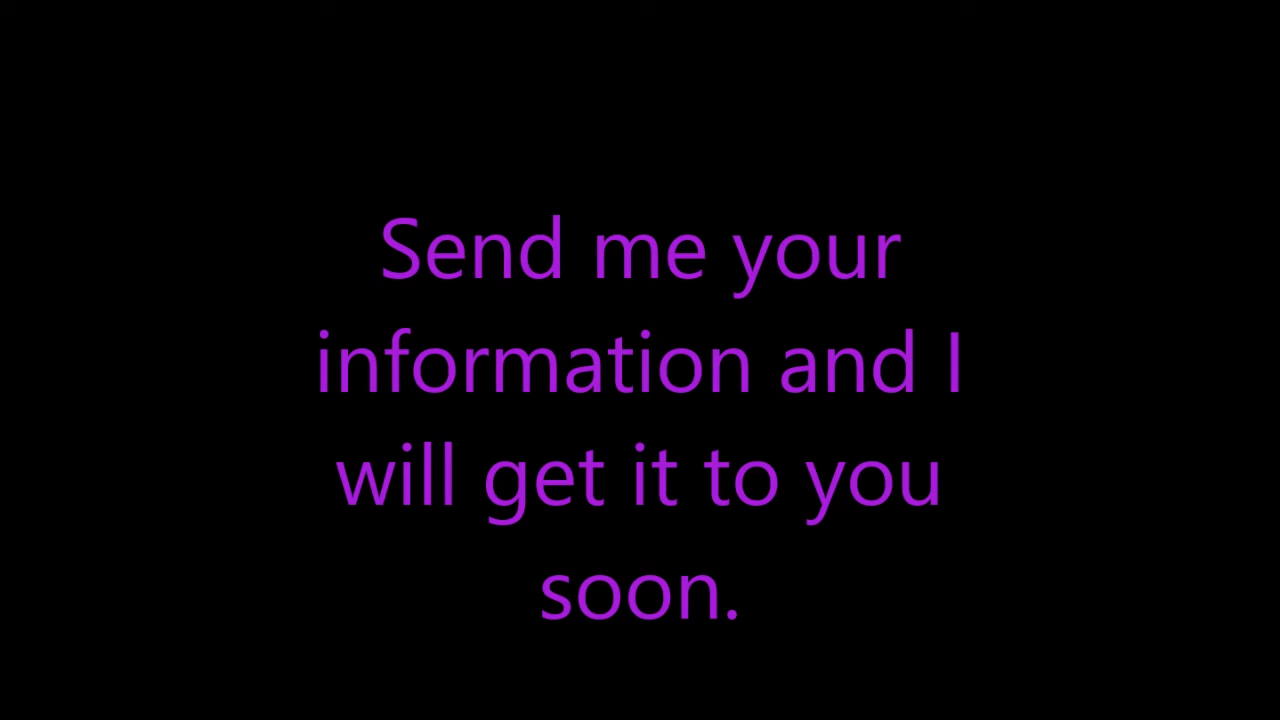 Send me your
information and I
will get it to you
soon.